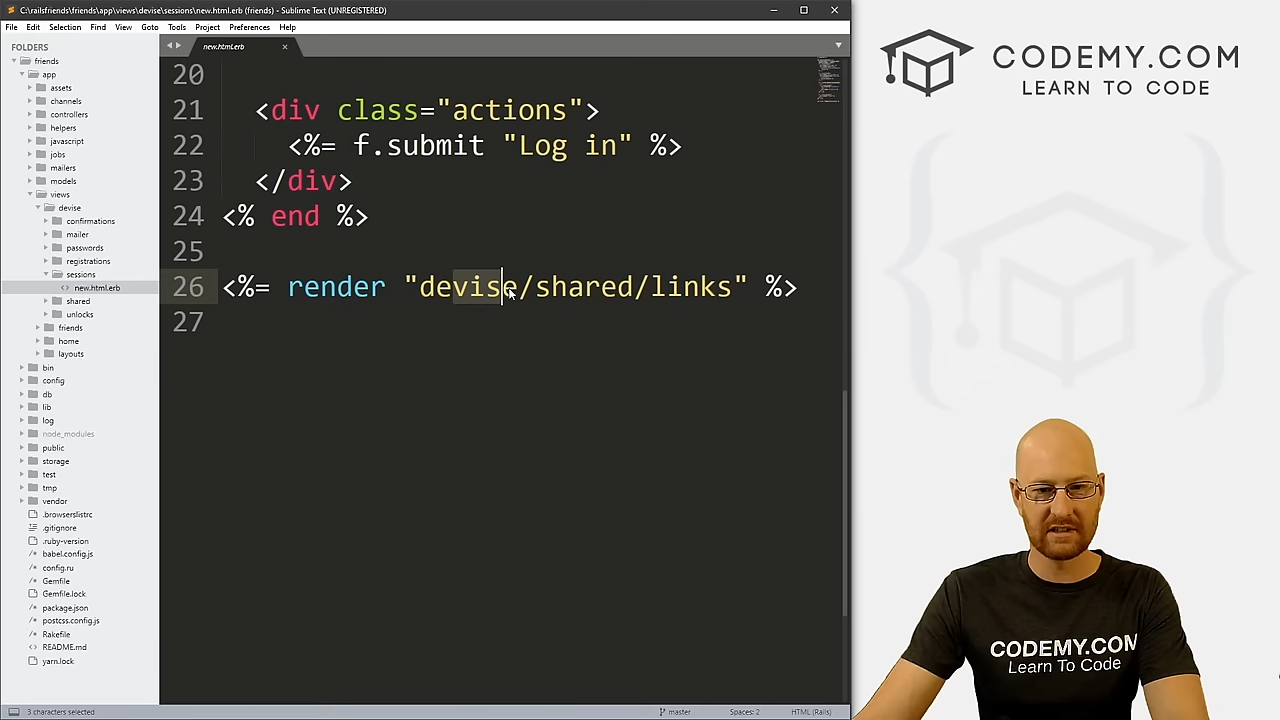 C:\railsfriends\friends\app\views\devise\sessions\new.html.erb (friends) - Sublime Text (UNREGISTERED)
File Edit Selection Find View Goto Tools Project Preferences Help
FOLDERS
friends
app
assets
channels
controllers
helpers
javascript
jobs
mailers
models
views
devise
confirmations
mailer
passwords
registrations
sessions
new.html.erb
shared
unlocks
friends
home
layouts
bin
config
db
lib
log
node_modules
public
storage
test
tmp
vendor
.browserslistrc
.gitignore
.ruby-version
babel.config.js
config.ru
Gemfile
Gemfile.lock
package.json
postcss.config.js
Rakefile
README.md
yarn.lock
new.html.erb
20
21 <div class="actions">
22 <%= f.submit "Log in" %>
23 </div>
24 <% end %>
25
26 <%= render "devise/shared/links" %>
27
3 characters selected
master
Spaces: 2
HTML (Rails)
CODEMY.COM
LEARN TO CODE
CODEMY.COM
Learn To Code